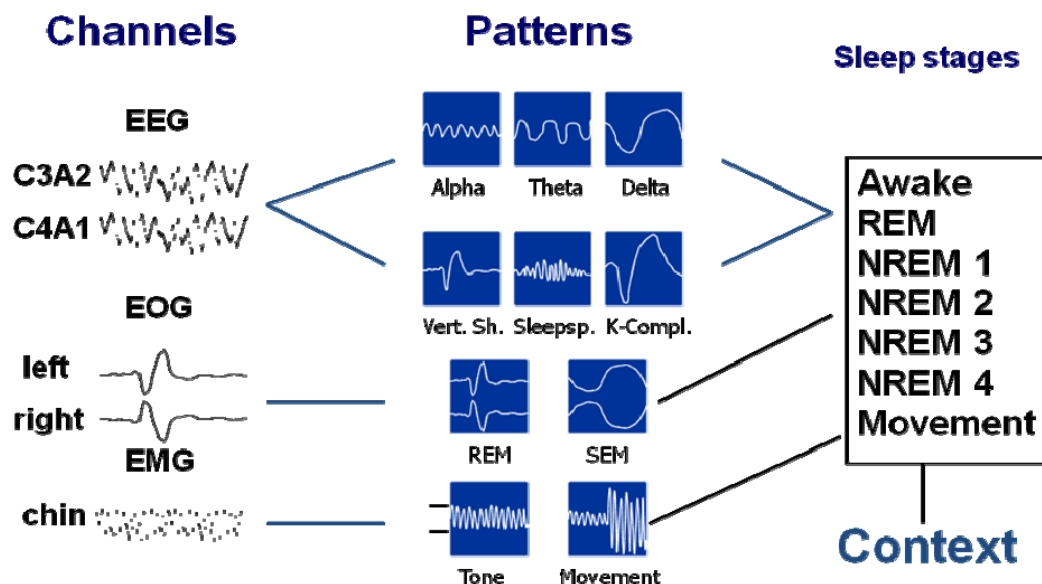 Channels
Patterns
Sleep stages
EEG
C3A2
C4A1
Alpha
Theta
Delta
Vert. Sh.
Sleepsp.
K-Compl.
EOG
left
right
REM
SEM
EMG
chin
Tone
Movement
Awake
REM
NREM 1
NREM 2
NREM 3
NREM 4
Movement
Context